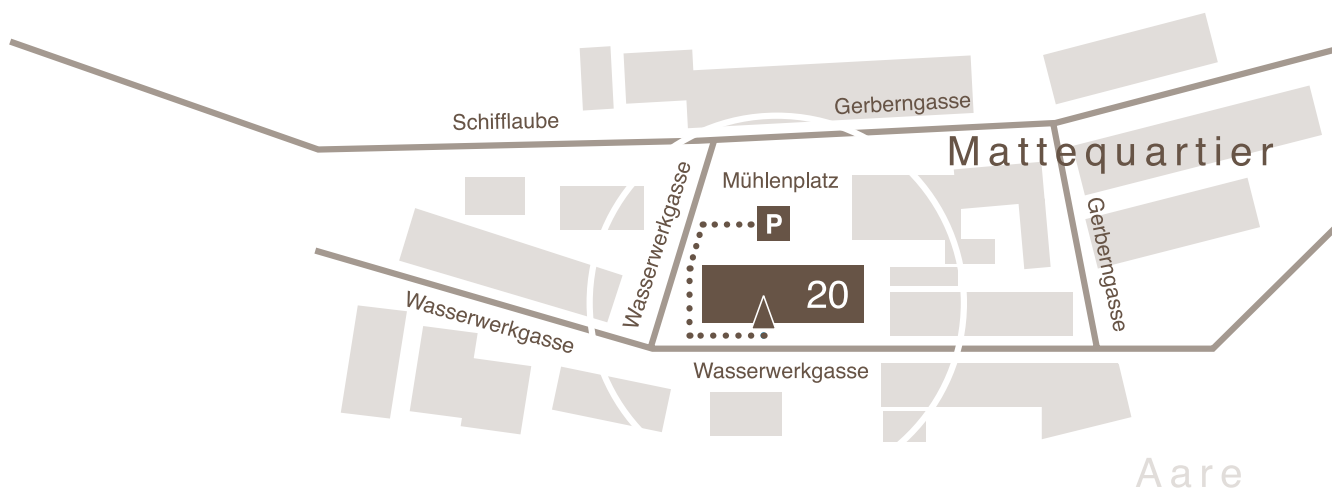 Gerberngasse
Schifflaube
Mattequartier
Wasserwerkgasse
Mühlenplatz
P
Gerberngasse
20
Wasserwerkgasse
Wasserwerkgasse
Aare